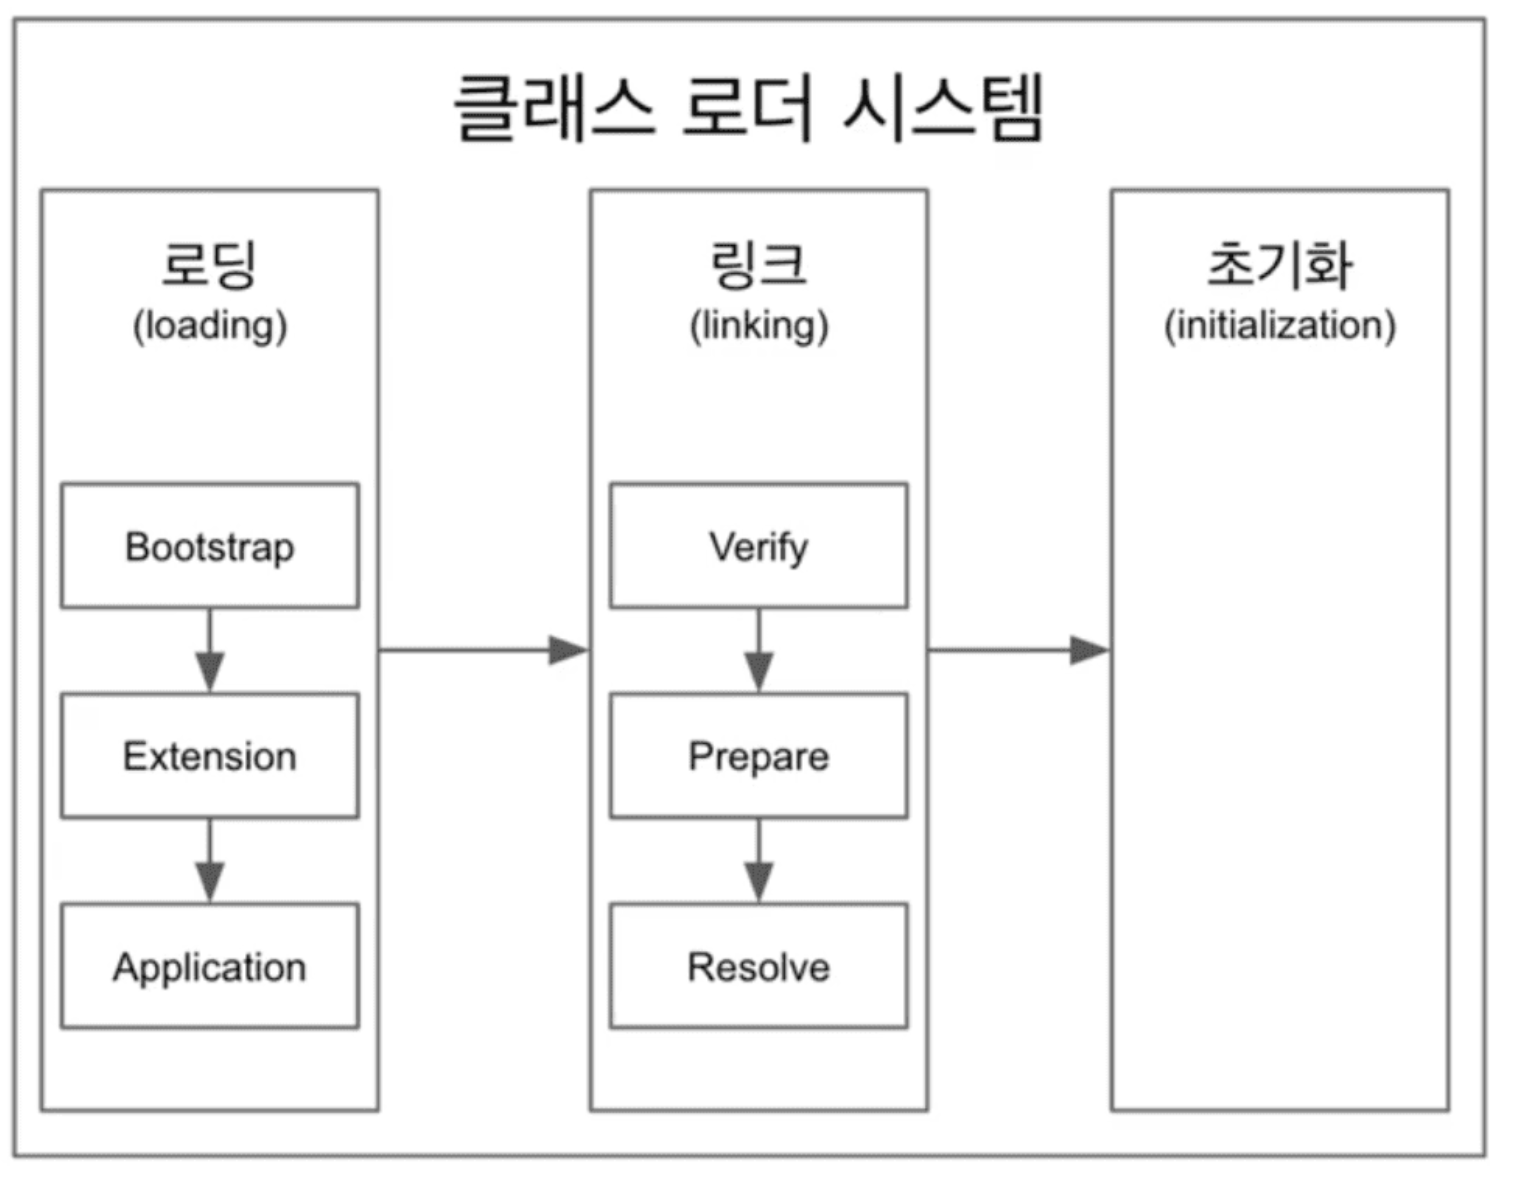 클래스 로더 시스템
로딩
(loading)
Bootstrap
Extension
Application
링크
(linking)
Verify
Prepare
Resolve
초기화
(initialization)